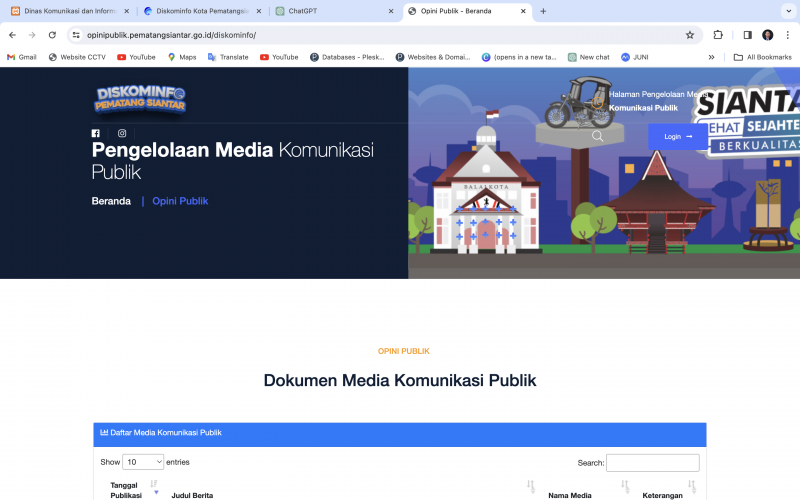 Dinas Komunikasi dan Inform
Diskominfo Kota Pematangsi
ChatGPT
Opini Publik - Beranda
opinipublik.pematangsiantar.go.id/diskominfo/
Gmail
Website CCTV
YouTube
Maps
Translate
YouTube
Databases - Plesk...
Websites & Domai...
(opens in a new ta...
New chat
JUNI
All Bookmarks
DISKOMINFO
PEMATANG SIANTAR
Halaman Pengelolaan Media
Komunikasi Publik
Login
Pengelolaan Media Komunikasi
Publik
Beranda | Opini Publik
BALAIKOTA
SIANTA
EHAT SEJAHTE
BERKUALITAS
OPINI PUBLIK
Dokumen Media Komunikasi Publik
Daftar Media Komunikasi Publik
Show 10 entries
Search:
Tanggal
Publikasi
Judul Berita
Nama Media
Keterangan